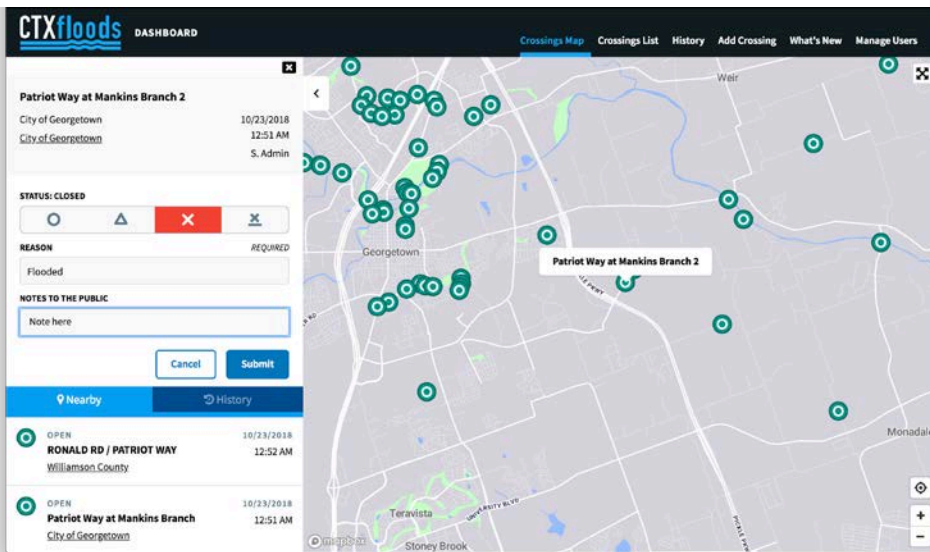 CTXfloods DASHBOARD
Crossings Map Crossings List History Add Crossing What's New Manage Users
Patriot Way at Mankins Branch 2
City of Georgetown 10/23/2018
City of Georgetown 12:51 AM
S. Admin
STATUS: CLOSED
REASON REQUIRED
Flooded
NOTES TO THE PUBLIC
Note here
Cancel Submit
Nearby History
OPEN 10/23/2018
RONALD RD / PATRIOT WAY 12:52 AM
Williamson County
OPEN 10/23/2018
Patriot Way at Mankins Branch 12:51 AM
City of Georgetown
Weir
Georgetown
Patriot Way at Mankins Branch 2
PICKLE PKWY
Monadale
Teravista
UNIVERSITY BLVD
PICKLE PKWY
mapbox
Stoney Brook